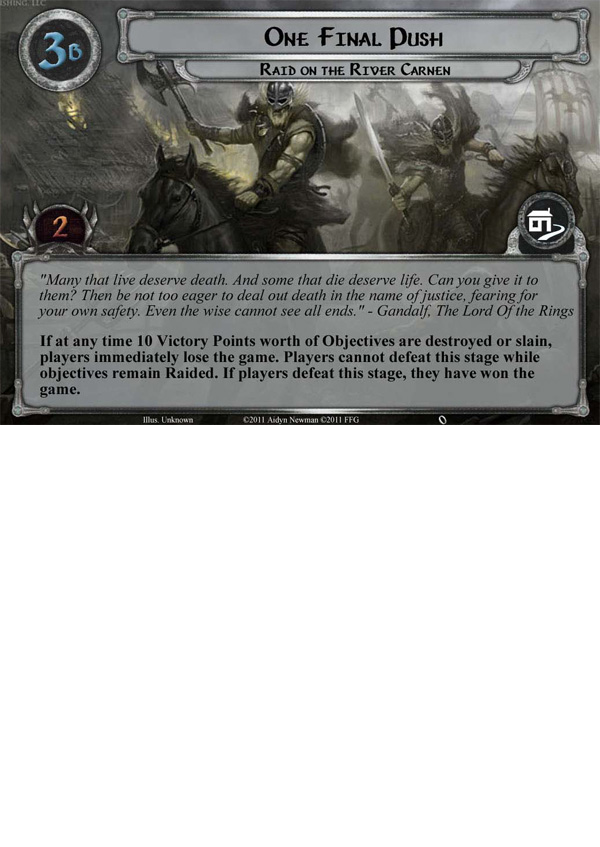 FISHING, LLC
3B
One Final Push
Raid on the River Carnen
2
"Many that live deserve death. And some that die deserve life. Can you give it to
them? Then be not too eager to deal out death in the name of justice, fearing for
your own safety. Even the wise cannot see all ends." - Gandalf, The Lord Of the Rings
If at any time 10 Victory Points worth of Objectives are destroyed or slain,
players immediately lose the game. Players cannot defeat this stage while
objectives remain Raided. If players defeat this stage, they have won the
game.
Illus. Unknown ©2011 Aidyn Newman ©2011 FFG 0